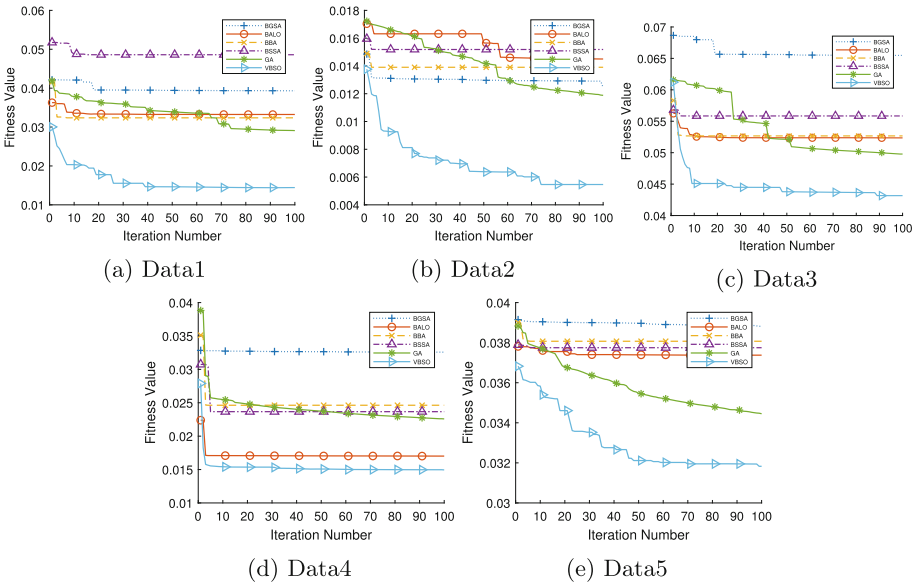 0.06
0.05
0.04
0.03
0.02
0.01
Fitness Value
0 10 20 30 40 50 60 70 80 90 100
Iteration Number
BGSA
BALO
BBA
BSSA
GA
VBSO
(a) Data1
0.018
0.016
0.014
0.012
0.01
0.008
0.006
0.004
Fitness Value
0 10 20 30 40 50 60 70 80 90 100
Iteration Number
BGSA
BALO
BBA
BSSA
GA
VBSO
(b) Data2
0.07
0.065
0.06
0.055
0.05
0.045
0.04
Fitness Value
0 10 20 30 40 50 60 70 80 90 100
Iteration Number
BGSA
BALO
BBA
BSSA
GA
VBSO
(c) Data3
0.04
0.035
0.03
0.025
0.02
0.015
0.01
Fitness Value
0 10 20 30 40 50 60 70 80 90 100
Iteration Number
BGSA
BALO
BBA
BSSA
GA
VBSO
(d) Data4
0.04
0.038
0.036
0.034
0.032
0.03
Fitness Value
0 10 20 30 40 50 60 70 80 90 100
Iteration Number
BGSA
BALO
BBA
BSSA
GA
VBSO
(e) Data5